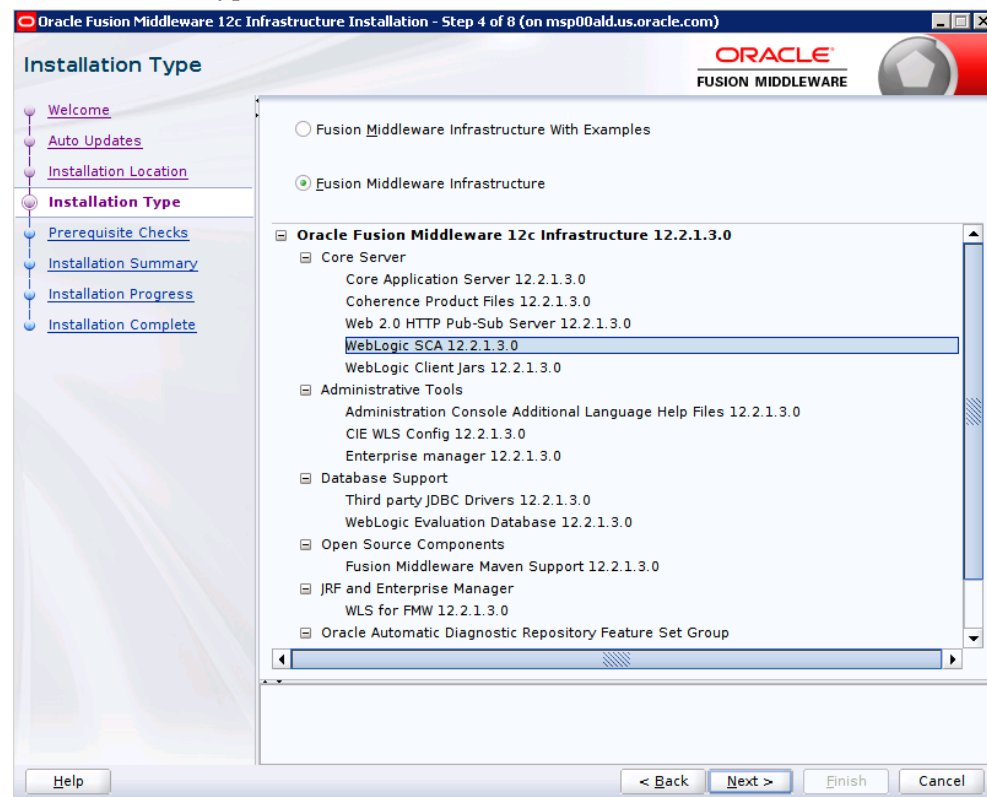 Oracle Fusion Middleware 12c Infrastructure Installation - Step 4 of 8 (on msp00ald.us.oracle.com)
Installation Type
ORACLE
FUSION MIDDLEWARE
Welcome
Auto Updates
Installation Location
Installation Type
Prerequisite Checks
Installation Summary
Installation Progress
Installation Complete
Fusion Middleware Infrastructure With Examples
Fusion Middleware Infrastructure
Oracle Fusion Middleware 12c Infrastructure 12.2.1.3.0
Core Server
Core Application Server 12.2.1.3.0
Coherence Product Files 12.2.1.3.0
Web 2.0 HTTP Pub-Sub Server 12.2.1.3.0
WebLogic SCA 12.2.1.3.0
WebLogic Client Jars 12.2.1.3.0
Administrative Tools
Administration Console Additional Language Help Files 12.2.1.3.0
CIE WLS Config 12.2.1.3.0
Enterprise manager 12.2.1.3.0
Database Support
Third party JDBC Drivers 12.2.1.3.0
WebLogic Evaluation Database 12.2.1.3.0
Open Source Components
Fusion Middleware Maven Support 12.2.1.3.0
JRF and Enterprise Manager
WLS for FMW 12.2.1.3.0
Oracle Automatic Diagnostic Repository Feature Set Group
Help
< Back Next > Finish Cancel